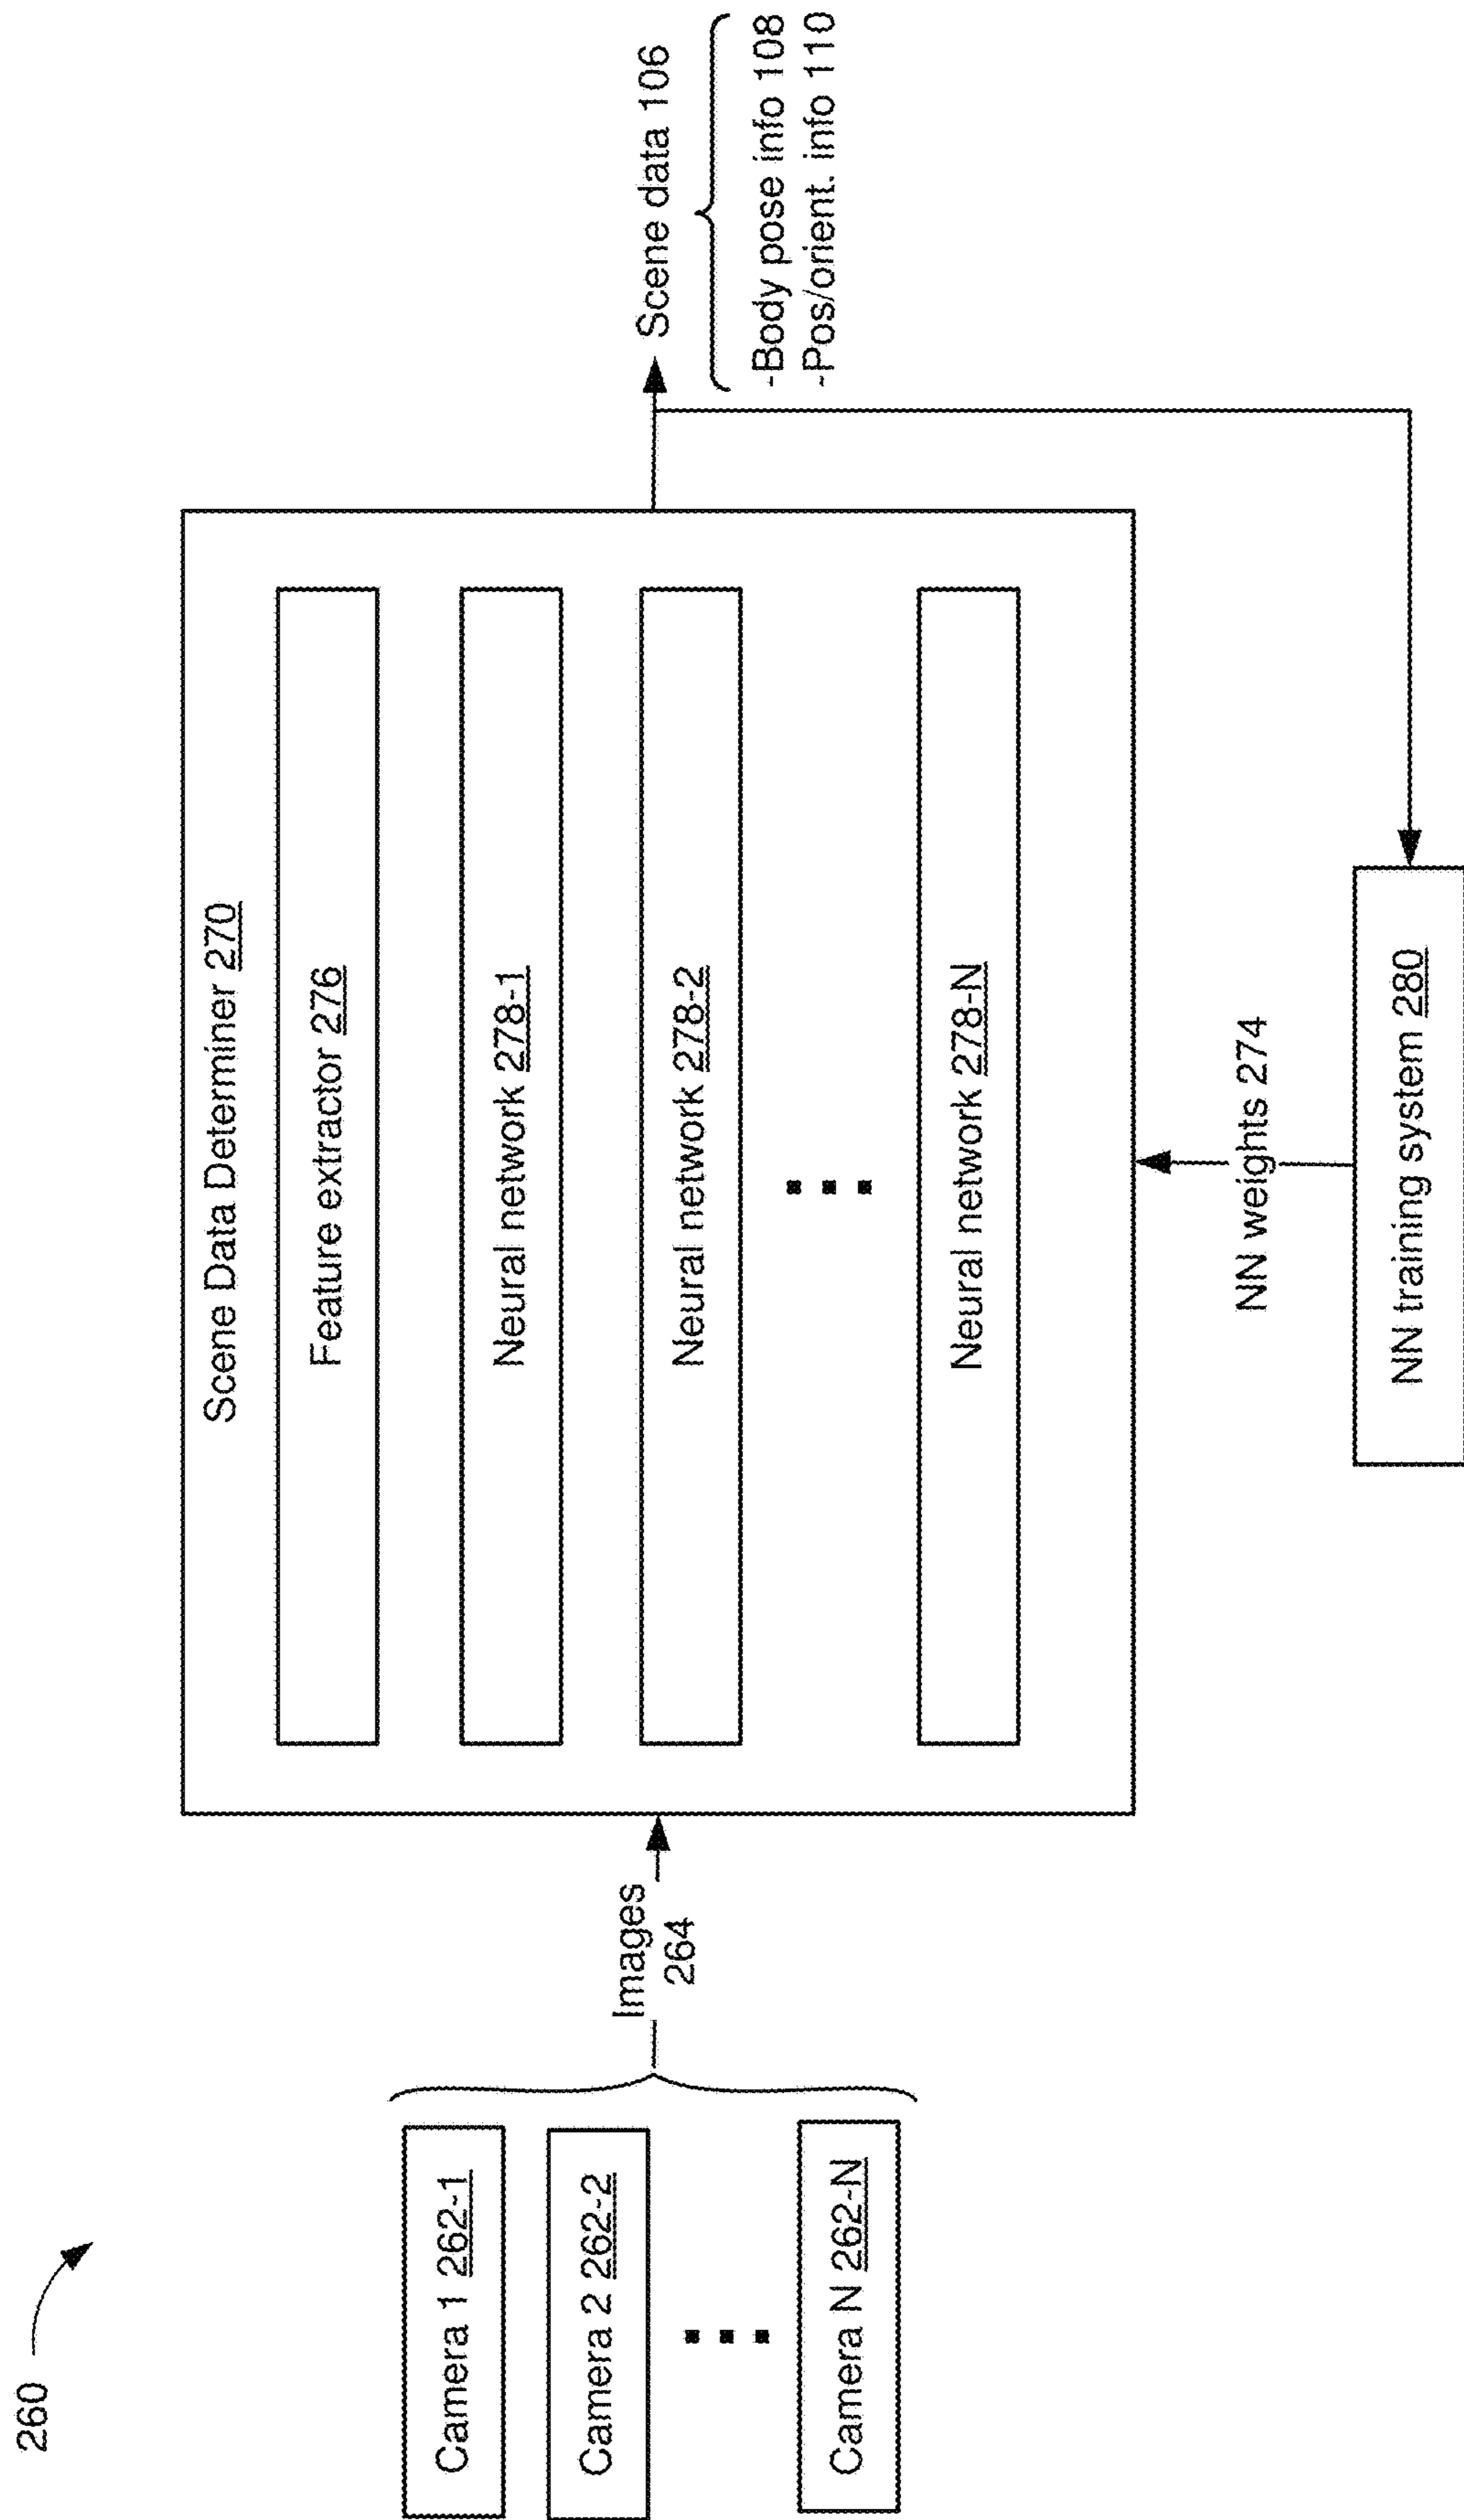 260
Camera 1 262-1
Camera 2 262-2
Camera N 262-N
Images
264
Scene Data Determiner 270
Feature extractor 276
Neural network 278-1
Neural network 278-2
Neural network 278-N
NN weights 274
NN training system 280
Scene data 106
-Body pose info 108
-Pos/orient. info 110